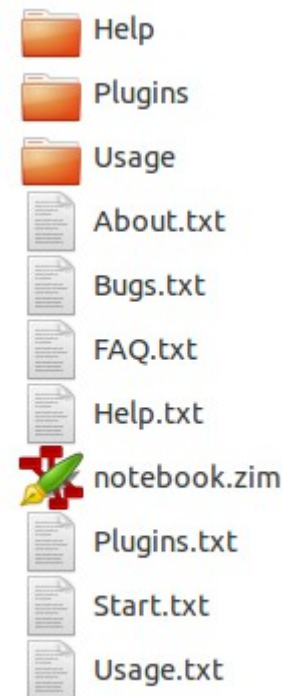 Help
Plugins
Usage
About.txt
Bugs.txt
FAQ.txt
Help.txt
notebook.zim
Plugins.txt
Start.txt
Usage.txt